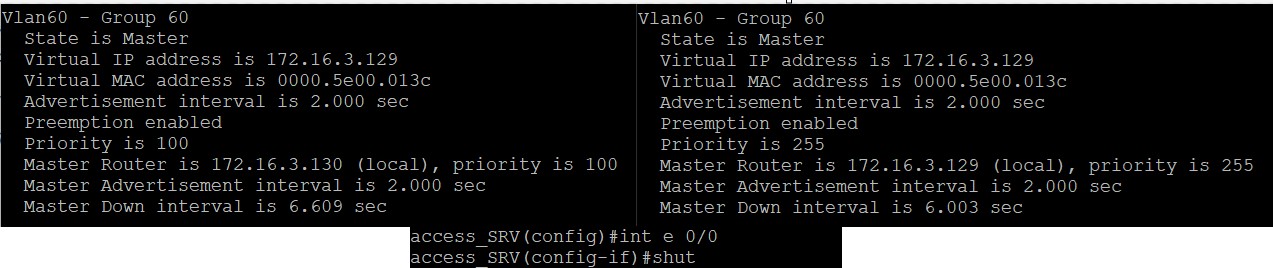 Vlan60 - Group 60
State is Master
Virtual IP address is 172.16.3.129
Virtual MAC address is 0000.5e00.013c
Advertisement interval is 2.000 sec
Preemption enabled
Priority is 100
Master Router is 172.16.3.130 (local), priority is 100
Master Advertisement interval is 2.000 sec
Master Down interval is 6.609 sec
Vlan60 - Group 60
State is Master
Virtual IP address is 172.16.3.129
Virtual MAC address is 0000.5e00.013c
Advertisement interval is 2.000 sec
Preemption enabled
Priority is 255
Master Router is 172.16.3.129 (local), priority is 255
Master Advertisement interval is 2.000 sec
Master Down interval is 6.003 sec
access_SRV(config)#int e 0/0
access_SRV(config-if)#shut